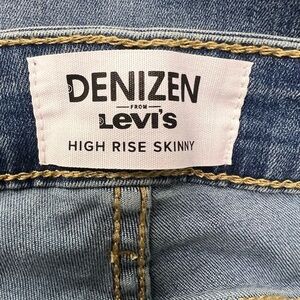 DENIZEN
FROM
Levi's
HIGH RISE SKINNY